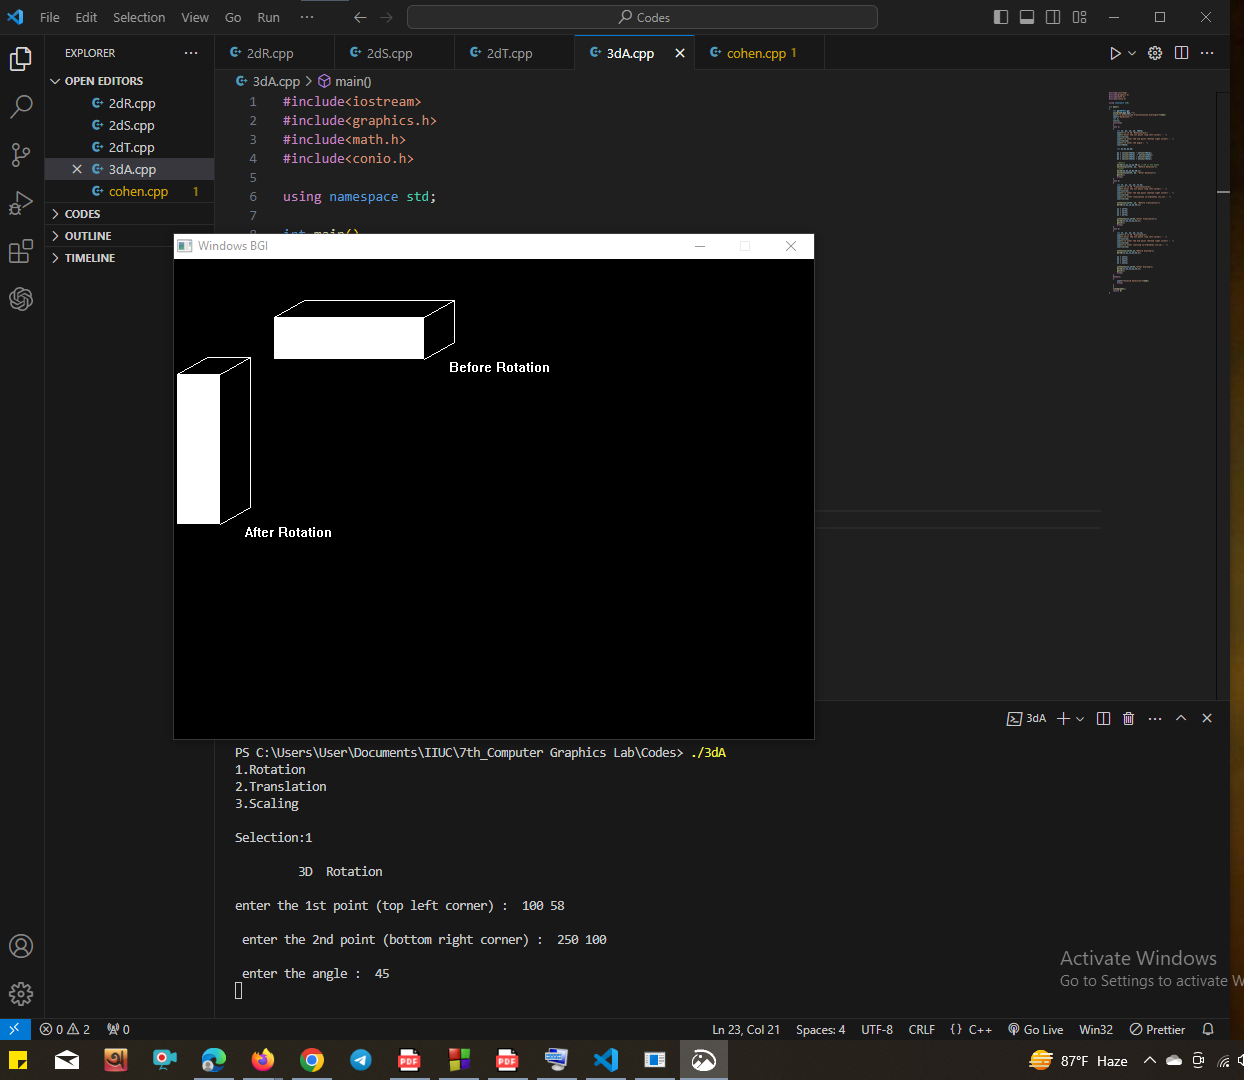 File Edit Selection View Go Run ··· Codes
EXPLORER ···
OPEN EDITORS
2dR.cpp
2dS.cpp
2dT.cpp
3dA.cpp
cohen.cpp 1
CODES
OUTLINE
TIMELINE
2dR.cpp 2dS.cpp 2dT.cpp 3dA.cpp cohen.cpp 1
3dA.cpp > main()
1 #include<iostream>
2 #include<graphics.h>
3 #include<math.h>
4 #include<conio.h>
5
6 using namespace std;
7
8 int main()
Windows BGI
Before Rotation
After Rotation
3dA
PS C:\Users\User\Documents\IIUC\7th_Computer Graphics Lab\Codes> ./3dA
1.Rotation
2.Translation
3.Scaling
Selection:1
3D Rotation
enter the 1st point (top left corner) : 100 58
enter the 2nd point (bottom right corner) : 250 100
enter the angle : 45
Activate Windows
Go to Settings to activate W
0 2 0 Ln 23, Col 21 Spaces: 4 UTF-8 CRLF {} C++ Go Live Win32 Prettier
PDF PDF 87°F Haze